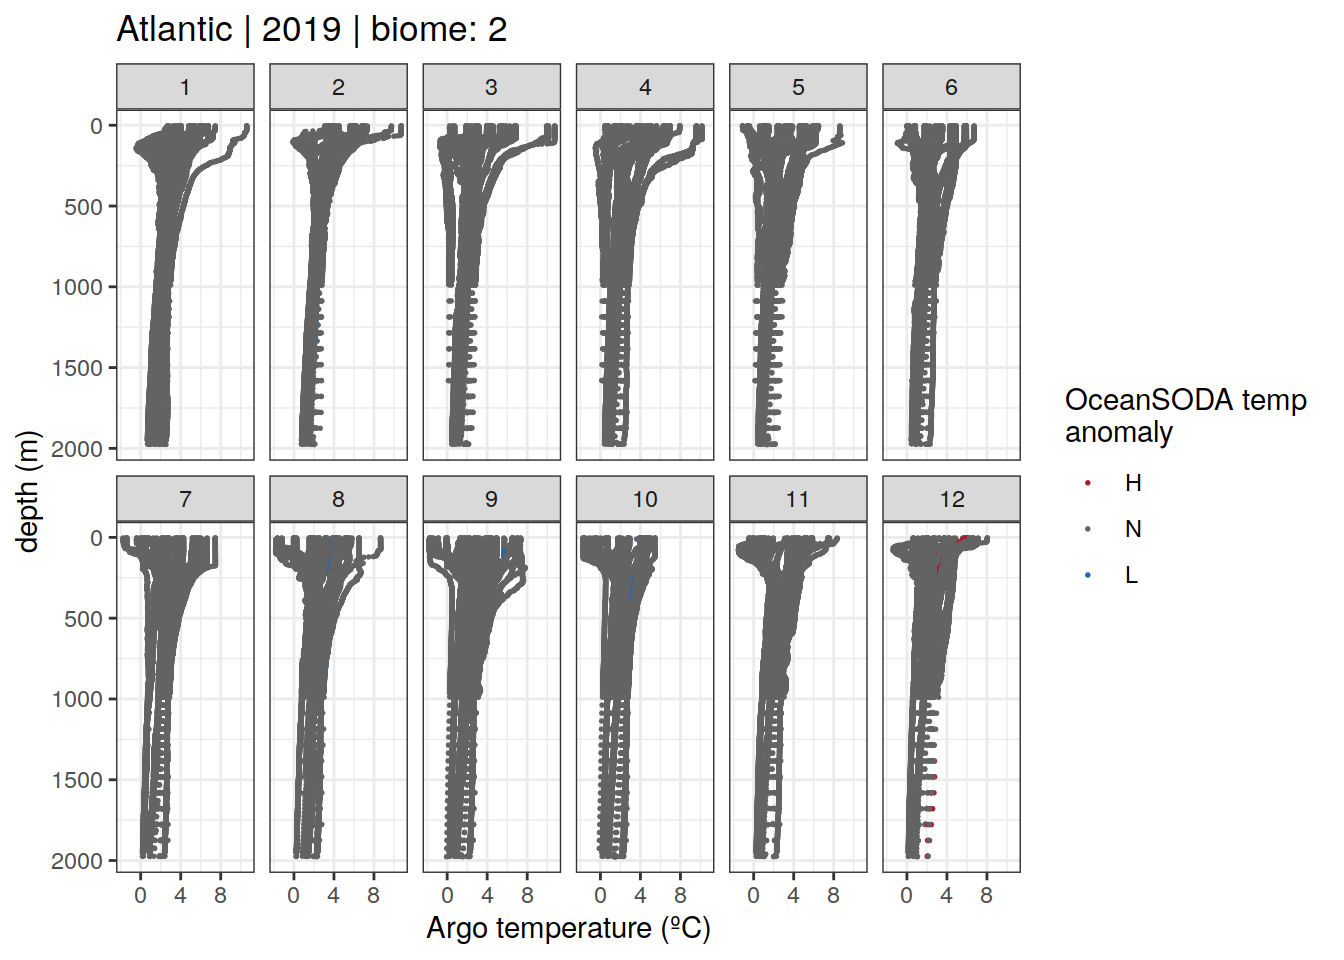 Atlantic | 2019 | biome: 2
1 2 3 4 5 6
0
500
1000
1500
2000
7 8 9 10 11 12
0
500
1000
1500
2000
0 4 8 0 4 8 0 4 8 0 4 8 0 4 8 0 4 8
Argo temperature (ºC)
depth (m)
OceanSODA temp
anomaly
H
N
L